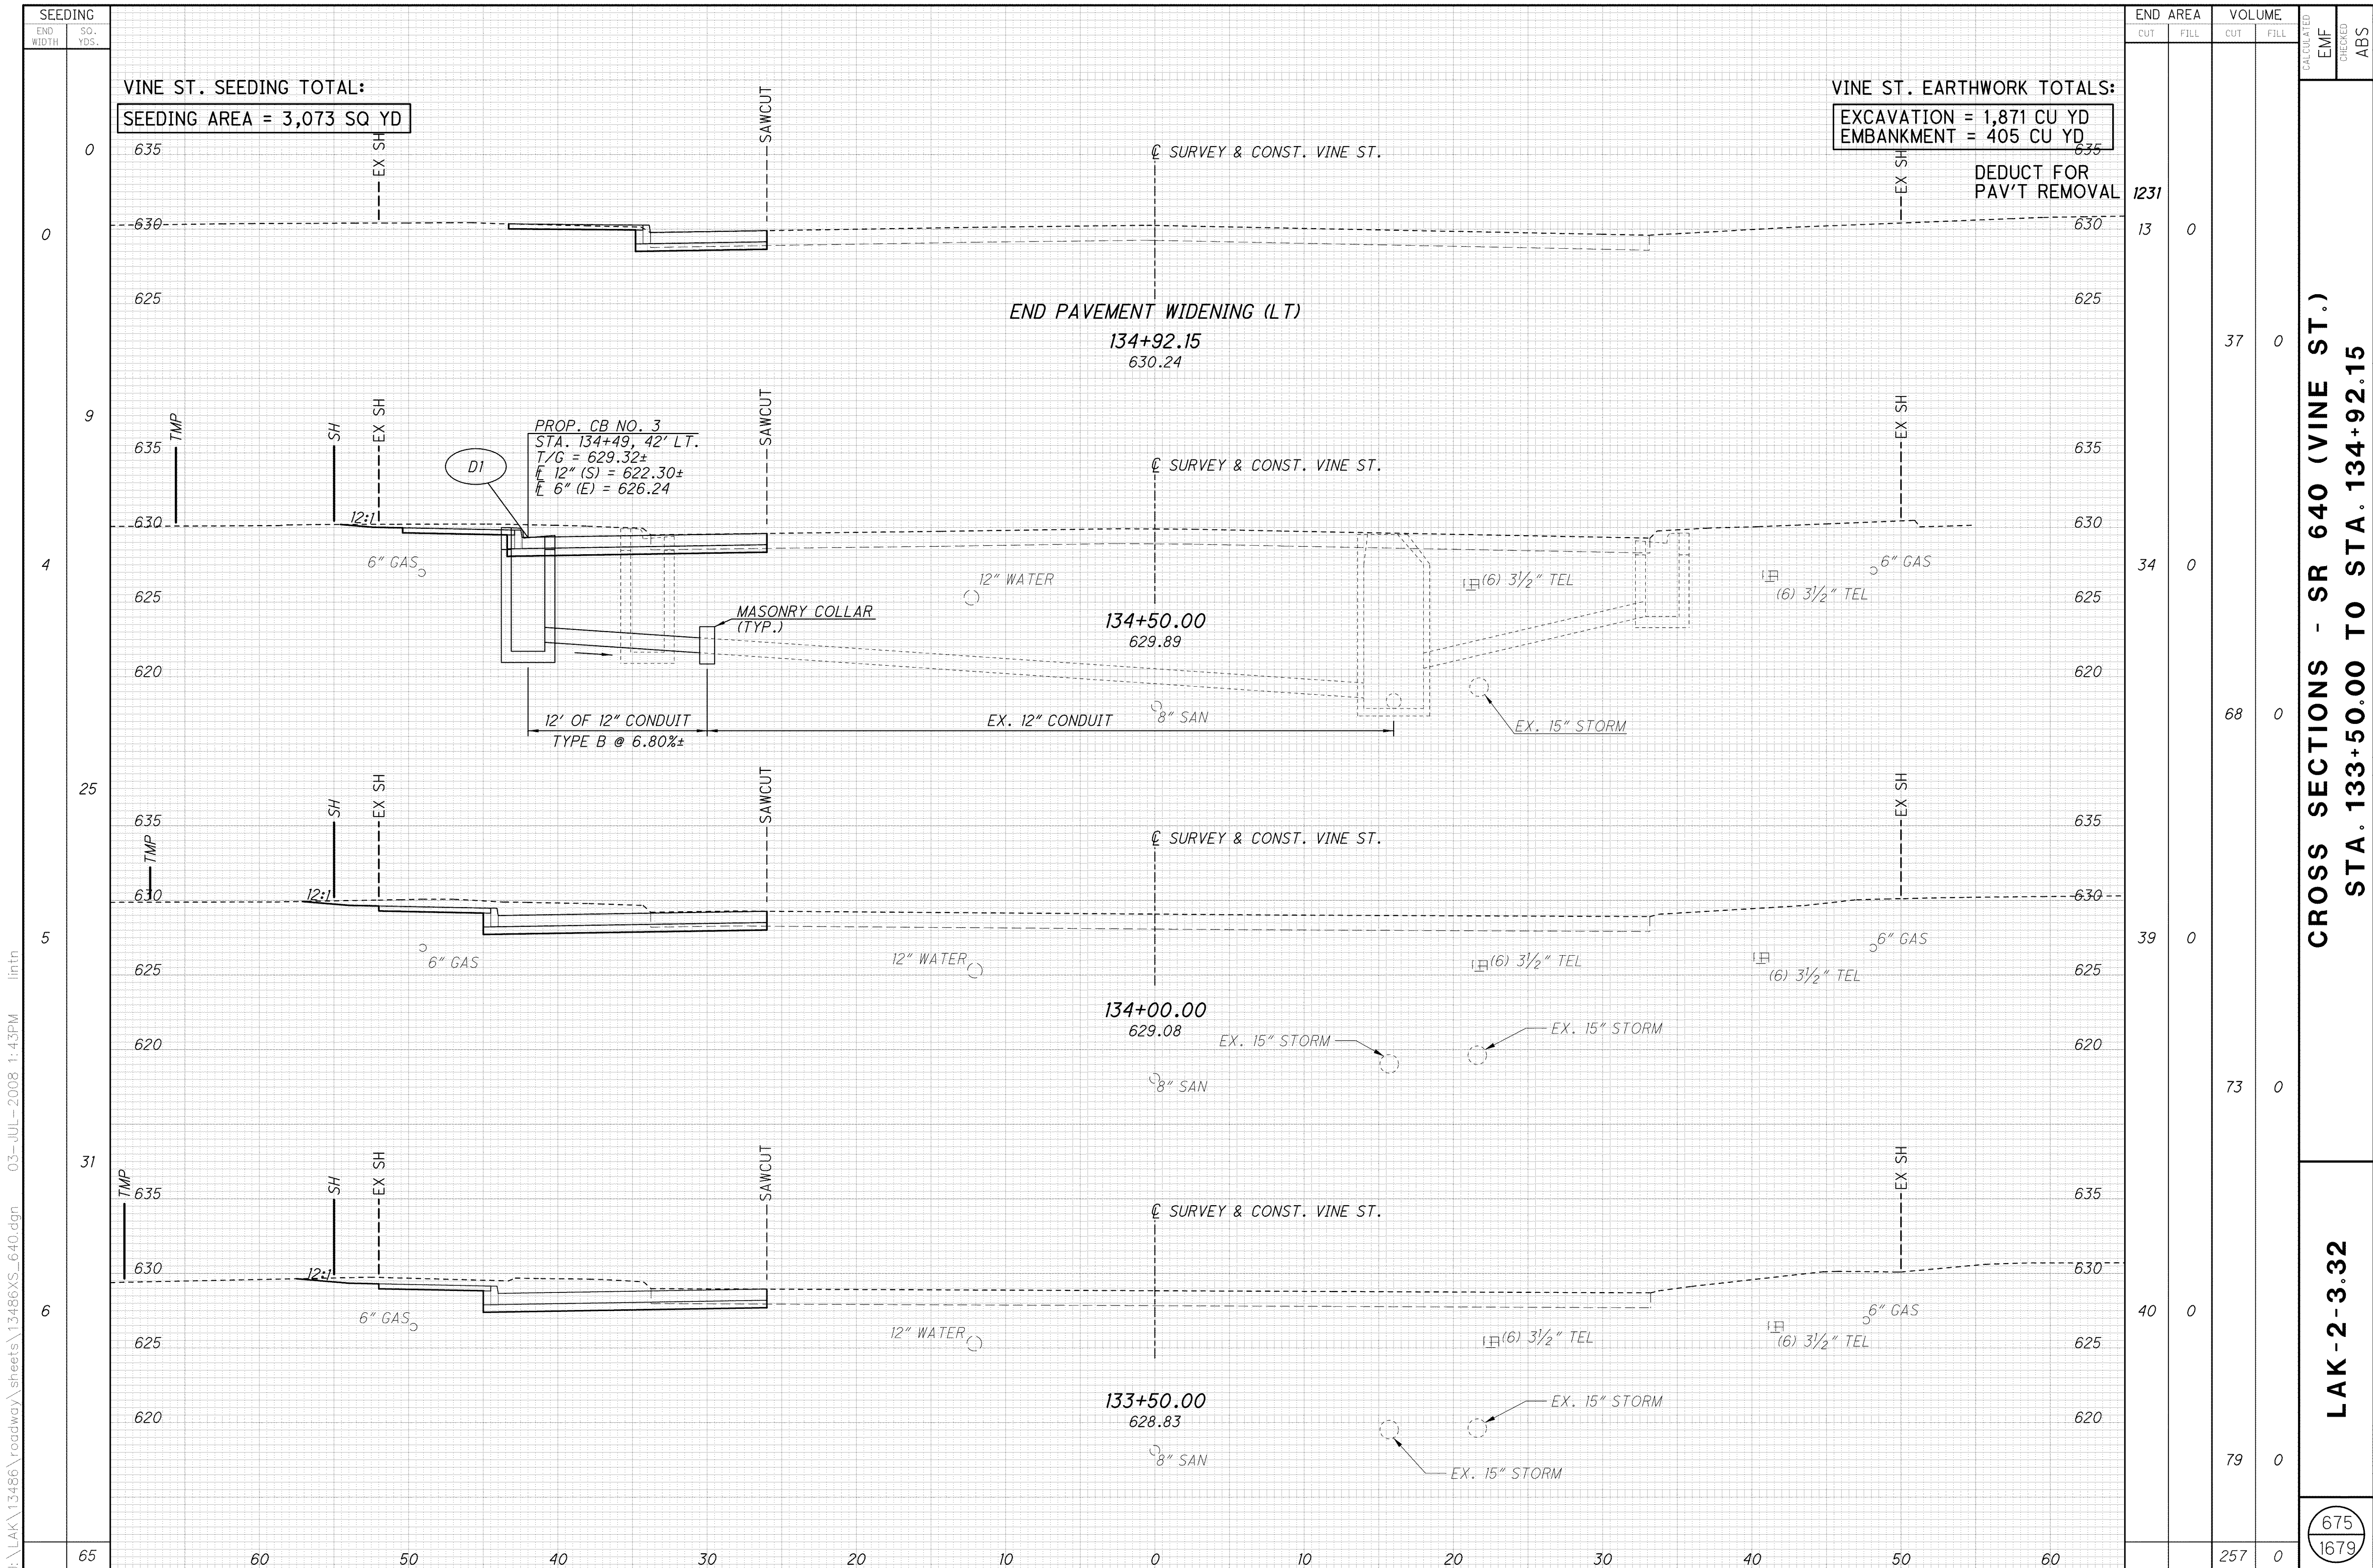 SEEDING
END WIDTH
SQ. YDS.
END AREA
VOLUME
CUT
FILL
CUT
FILL
CALCULATED
EMF
CHECKED
ABS
VINE ST. SEEDING TOTAL:
SEEDING AREA = 3,073 SQ YD
VINE ST. EARTHWORK TOTALS:
EXCAVATION = 1,871 CU YD
EMBANKMENT = 405 CU YD
DEDUCT FOR
PAV'T REMOVAL
1231
0
635
EX SH
SAWCUT
℄ SURVEY & CONST. VINE ST.
EX SH
635
0
630
630
13
0
625
625
END PAVEMENT WIDENING (LT)
134+92.15
630.24
37
0
9
TMP
SH
EX SH
PROP. CB NO. 3
STA. 134+49, 42' LT.
T/G = 629.32±
℄ 12" (S) = 622.30±
℄ 6" (E) = 626.24
D1
SAWCUT
℄ SURVEY & CONST. VINE ST.
EX SH
635
635
630
12:1
630
6" GAS
12" WATER
(6) 3½" TEL
6" GAS
(6) 3½" TEL
4
34
0
625
625
MASONRY COLLAR
(TYP.)
134+50.00
629.89
620
620
12' OF 12" CONDUIT
TYPE B @ 6.80%±
EX. 12" CONDUIT
8" SAN
EX. 15" STORM
68
0
25
TMP
SH
EX SH
SAWCUT
℄ SURVEY & CONST. VINE ST.
EX SH
635
635
630
12:1
630
5
6" GAS
12" WATER
(6) 3½" TEL
6" GAS
(6) 3½" TEL
39
0
625
625
134+00.00
629.08
EX. 15" STORM
EX. 15" STORM
620
620
8" SAN
73
0
31
TMP
SH
EX SH
SAWCUT
℄ SURVEY & CONST. VINE ST.
EX SH
635
635
630
12:1
630
6
6" GAS
12" WATER
(6) 3½" TEL
6" GAS
(6) 3½" TEL
40
0
625
625
133+50.00
628.83
EX. 15" STORM
620
620
8" SAN
EX. 15" STORM
79
0
65
60
50
40
30
20
10
0
10
20
30
40
50
60
257
0
CROSS SECTIONS - SR 640 (VINE ST.)
STA. 133+50.00 TO STA. 134+92.15
LAK-2-3.32
675
1679
\LAK\13486\roadway\sheets\13486XS_640.dgn 03-JUL-2008 1:43PM lintn